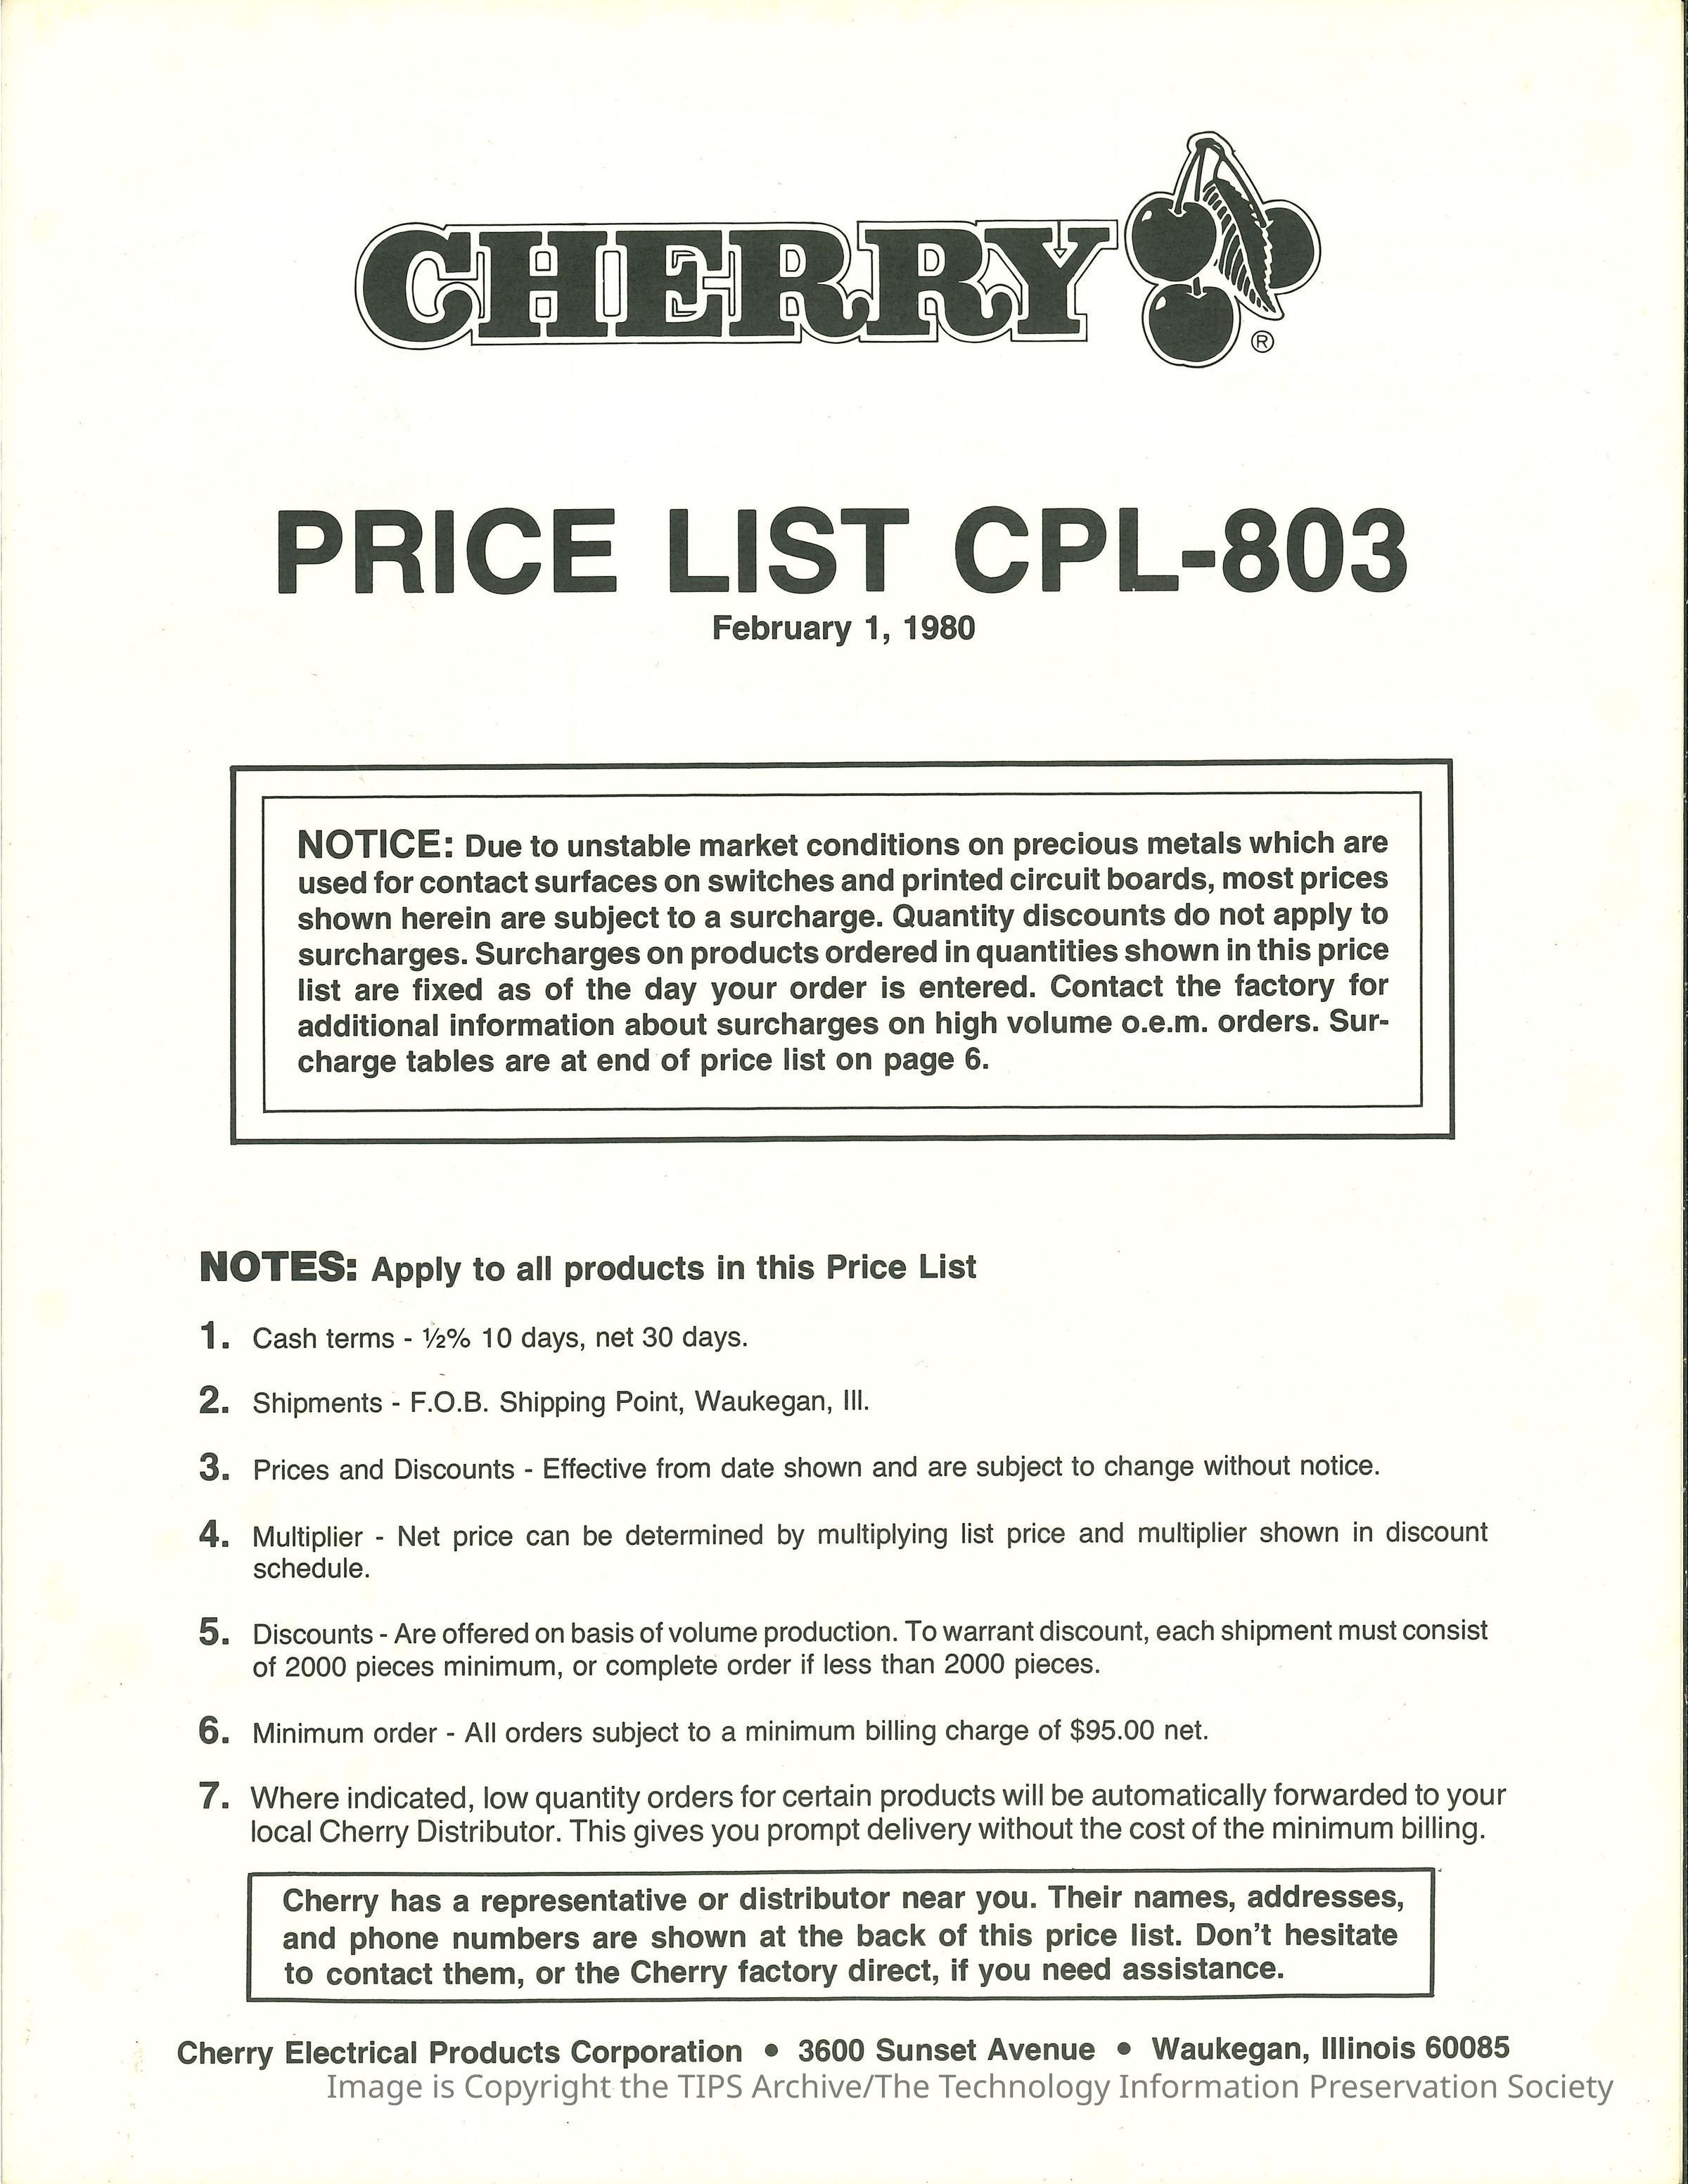 CHERRY
®
PRICE LIST CPL-803
February 1, 1980
NOTICE: Due to unstable market conditions on precious metals which are
used for contact surfaces on switches and printed circuit boards, most prices
shown herein are subject to a surcharge. Quantity discounts do not apply to
surcharges. Surcharges on products ordered in quantities shown in this price
list are fixed as of the day your order is entered. Contact the factory for
additional information about surcharges on high volume o.e.m. orders. Sur-
charge tables are at end of price list on page 6.
NOTES: Apply to all products in this Price List
1. Cash terms - ½% 10 days, net 30 days.
2. Shipments - F.O.B. Shipping Point, Waukegan, Ill.
3. Prices and Discounts - Effective from date shown and are subject to change without notice.
4. Multiplier - Net price can be determined by multiplying list price and multiplier shown in discount
schedule.
5. Discounts - Are offered on basis of volume production. To warrant discount, each shipment must consist
of 2000 pieces minimum, or complete order if less than 2000 pieces.
6. Minimum order - All orders subject to a minimum billing charge of $95.00 net.
7. Where indicated, low quantity orders for certain products will be automatically forwarded to your
local Cherry Distributor. This gives you prompt delivery without the cost of the minimum billing.
Cherry has a representative or distributor near you. Their names, addresses,
and phone numbers are shown at the back of this price list. Don't hesitate
to contact them, or the Cherry factory direct, if you need assistance.
Cherry Electrical Products Corporation • 3600 Sunset Avenue • Waukegan, Illinois 60085
Image is Copyright the TIPS Archive/The Technology Information Preservation Society